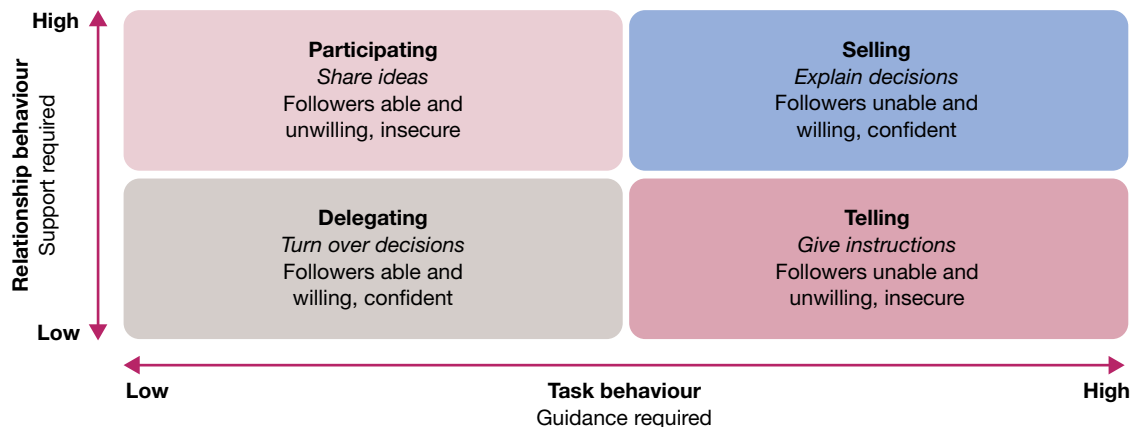 High
Relationship behaviour
Support required
Low
Participating
Share ideas
Followers able and
unwilling, insecure
Selling
Explain decisions
Followers unable and
willing, confident
Delegating
Turn over decisions
Followers able and
willing, confident
Telling
Give instructions
Followers unable and
unwilling, insecure
Low
Task behaviour
High
Guidance required